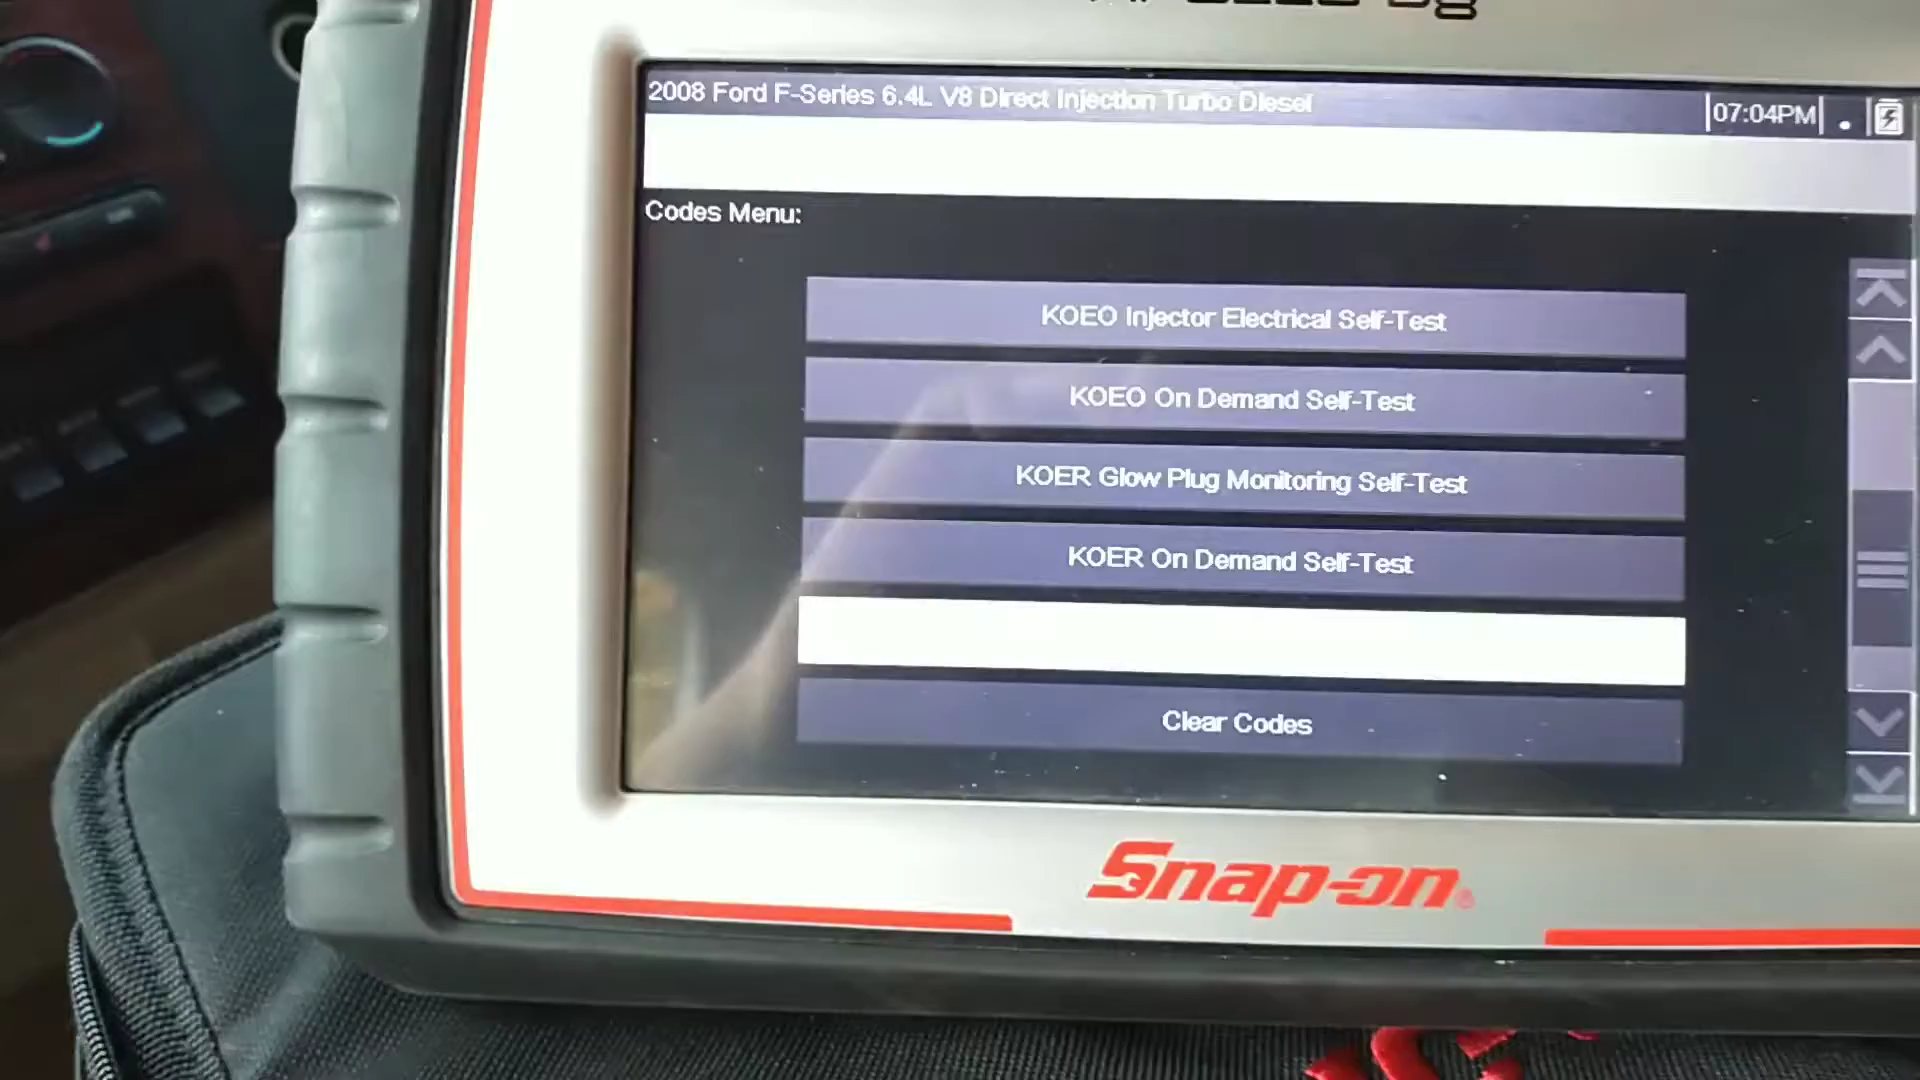 2008 Ford F-Series 6.4L V8 Direct Injection Turbo Diesel
07:04PM
Codes Menu:
KOEO Injector Electrical Self-Test
KOEO On Demand Self-Test
KOER Glow Plug Monitoring Self-Test
KOER On Demand Self-Test
Clear Codes
Snap-on